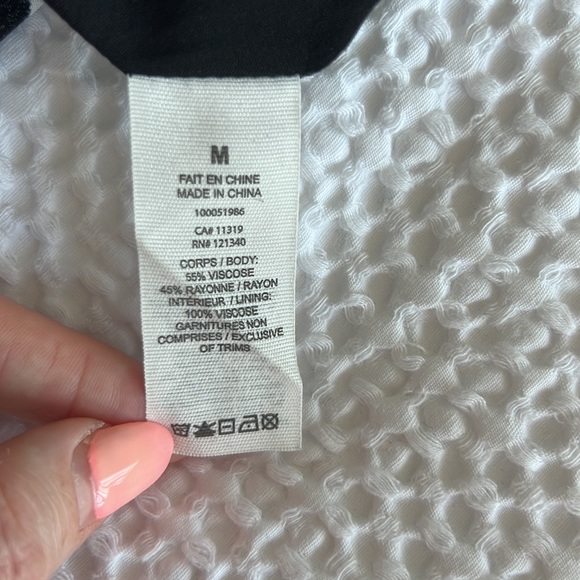 M
FAIT EN CHINE
MADE IN CHINA
100051986
CA# 11319
RN# 121340
CORPS / BODY:
55% VISCOSE
45% RAYONNE / RAYON
INTÉRIEUR / LINING:
100% VISCOSE
GARNITURES NON
COMPRISES / EXCLUSIVE
OF TRIMS